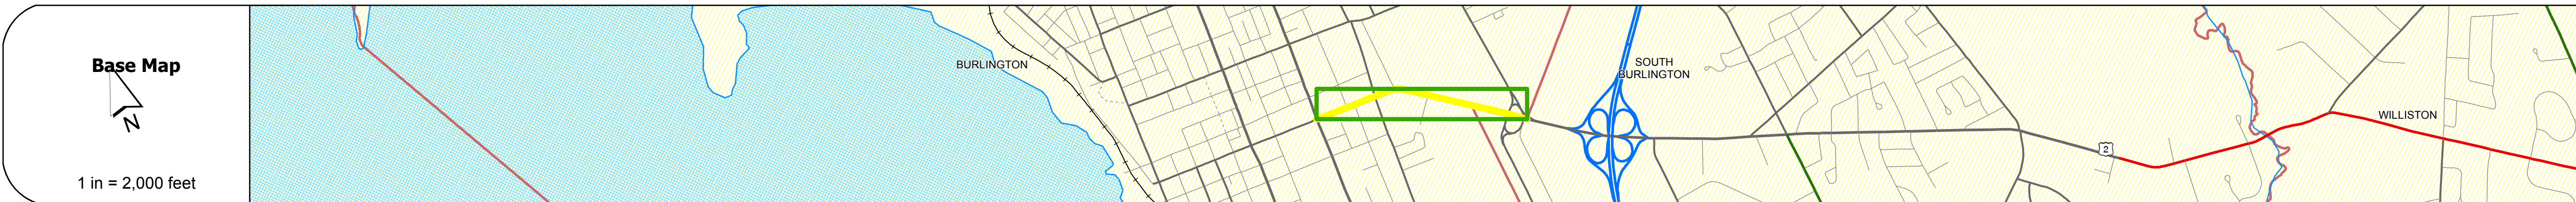 Base Map
N
1 in = 2,000 feet
BURLINGTON
SOUTH
BURLINGTON
2
WILLISTON